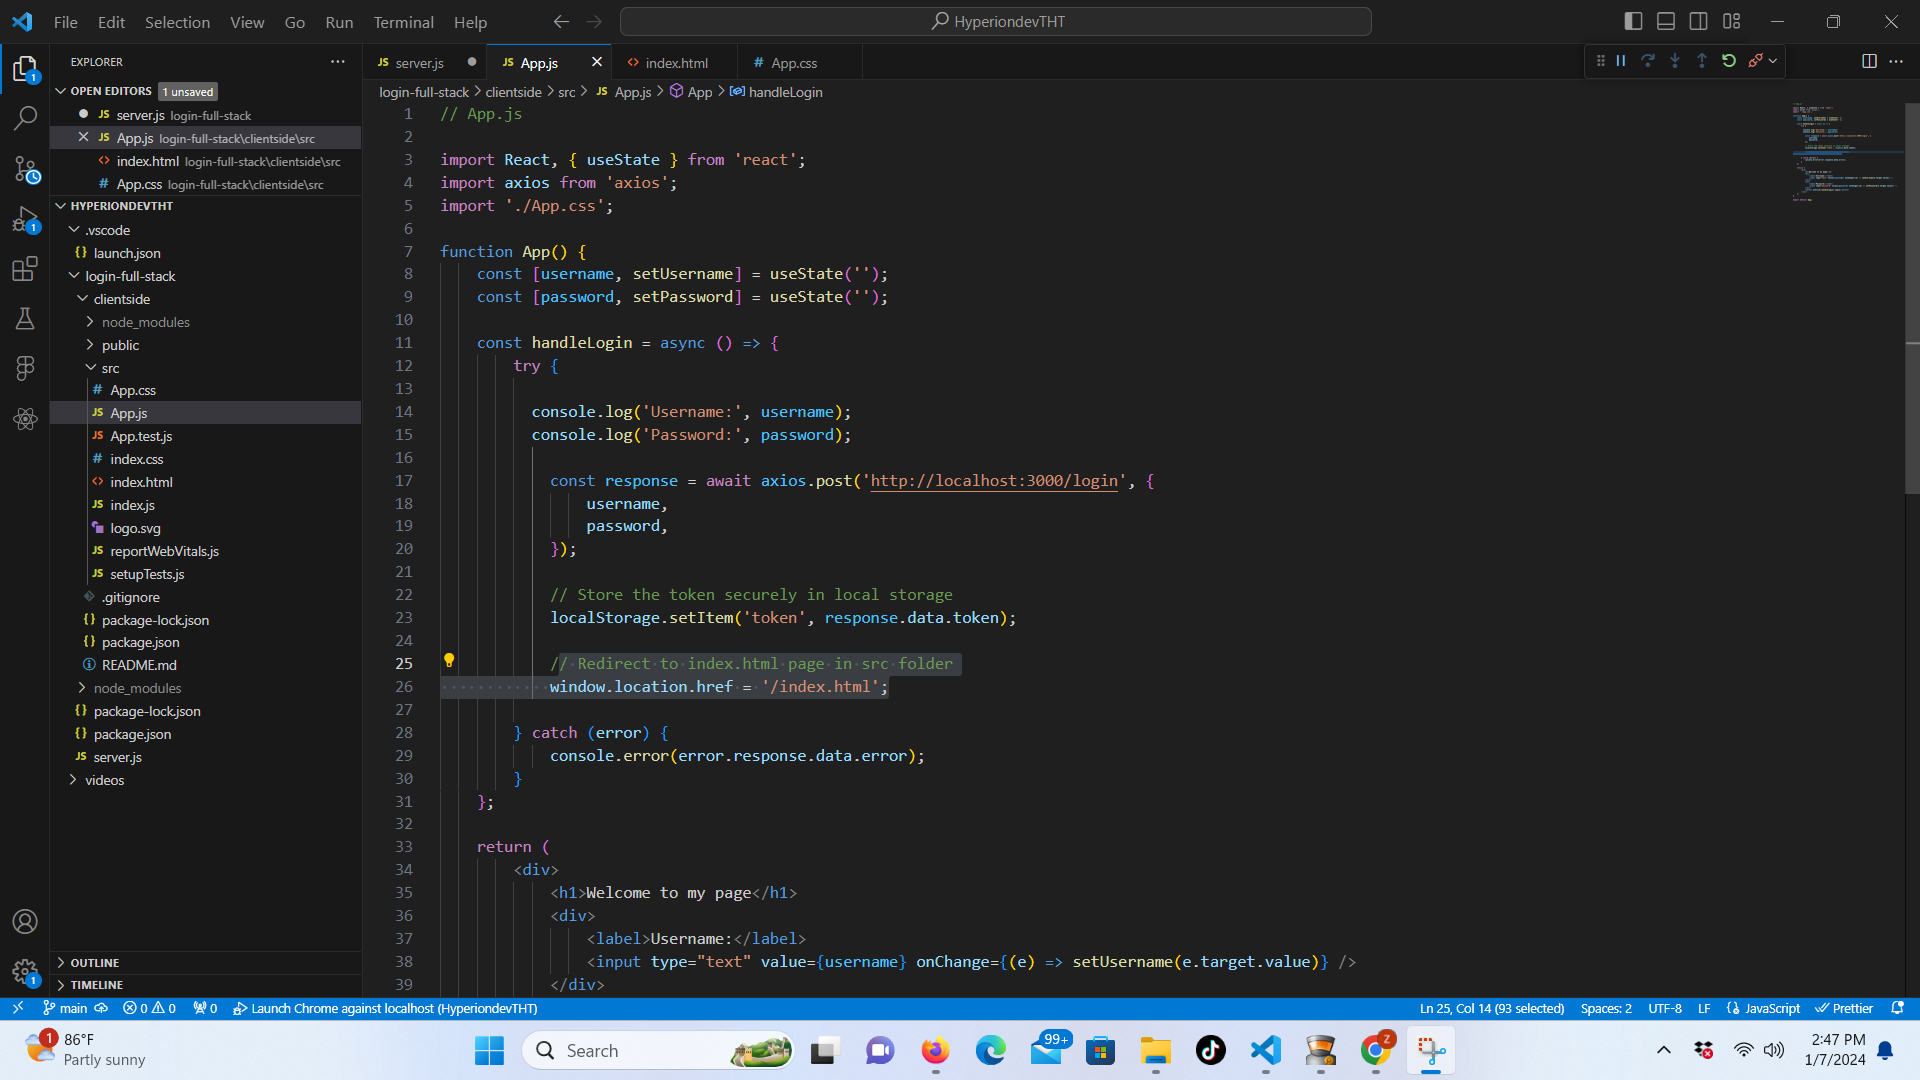 File Edit Selection View Go Run Terminal Help
HyperiondevTHT
EXPLORER
OPEN EDITORS 1 unsaved
JS server.js login-full-stack
JS App.js login-full-stack\clientside\src
<> index.html login-full-stack\clientside\src
# App.css login-full-stack\clientside\src
HYPERIONDEVTHT
.vscode
{} launch.json
login-full-stack
clientside
node_modules
public
src
# App.css
JS App.js
JS App.test.js
# index.css
<> index.html
JS index.js
logo.svg
JS reportWebVitals.js
JS setupTests.js
.gitignore
{} package-lock.json
{} package.json
README.md
node_modules
{} package-lock.json
{} package.json
JS server.js
videos
OUTLINE
TIMELINE
JS server.js JS App.js <> index.html # App.css
login-full-stack > clientside > src > JS App.js > App > handleLogin
1 // App.js
2
3 import React, { useState } from 'react';
4 import axios from 'axios';
5 import './App.css';
6
7 function App() {
8 const [username, setUsername] = useState('');
9 const [password, setPassword] = useState('');
10
11 const handleLogin = async () => {
12 try {
13
14 console.log('Username:', username);
15 console.log('Password:', password);
16
17 const response = await axios.post('http://localhost:3000/login', {
18 username,
19 password,
20 });
21
22 // Store the token securely in local storage
23 localStorage.setItem('token', response.data.token);
24
25 // Redirect to index.html page in src folder
26 window.location.href = '/index.html';
27
28 } catch (error) {
29 console.error(error.response.data.error);
30 }
31 };
32
33 return (
34 <div>
35 <h1>Welcome to my page</h1>
36 <div>
37 <label>Username:</label>
38 <input type="text" value={username} onChange={(e) => setUsername(e.target.value)} />
39 </div>
main 0 0 0 Launch Chrome against localhost (HyperiondevTHT)
Ln 25, Col 14 (93 selected) Spaces: 2 UTF-8 LF {} JavaScript Prettier
1 86°F
Partly sunny
Search
99+
Z
2:47 PM
1/7/2024